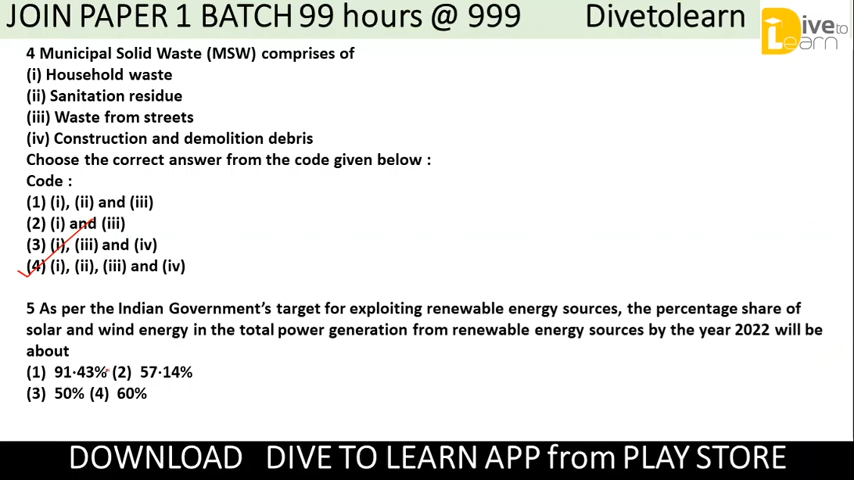 JOIN PAPER 1 BATCH 99 hours @ 999 Divetolearn
Dive to Learn
4 Municipal Solid Waste (MSW) comprises of
(i) Household waste
(ii) Sanitation residue
(iii) Waste from streets
(iv) Construction and demolition debris
Choose the correct answer from the code given below :
Code :
(1) (i), (ii) and (iii)
(2) (i) and (iii)
(3) (i), (iii) and (iv)
(4) (i), (ii), (iii) and (iv)
5 As per the Indian Government's target for exploiting renewable energy sources, the percentage share of
solar and wind energy in the total power generation from renewable energy sources by the year 2022 will be
about
(1) 91·43% (2) 57·14%
(3) 50% (4) 60%
DOWNLOAD DIVE TO LEARN APP from PLAY STORE